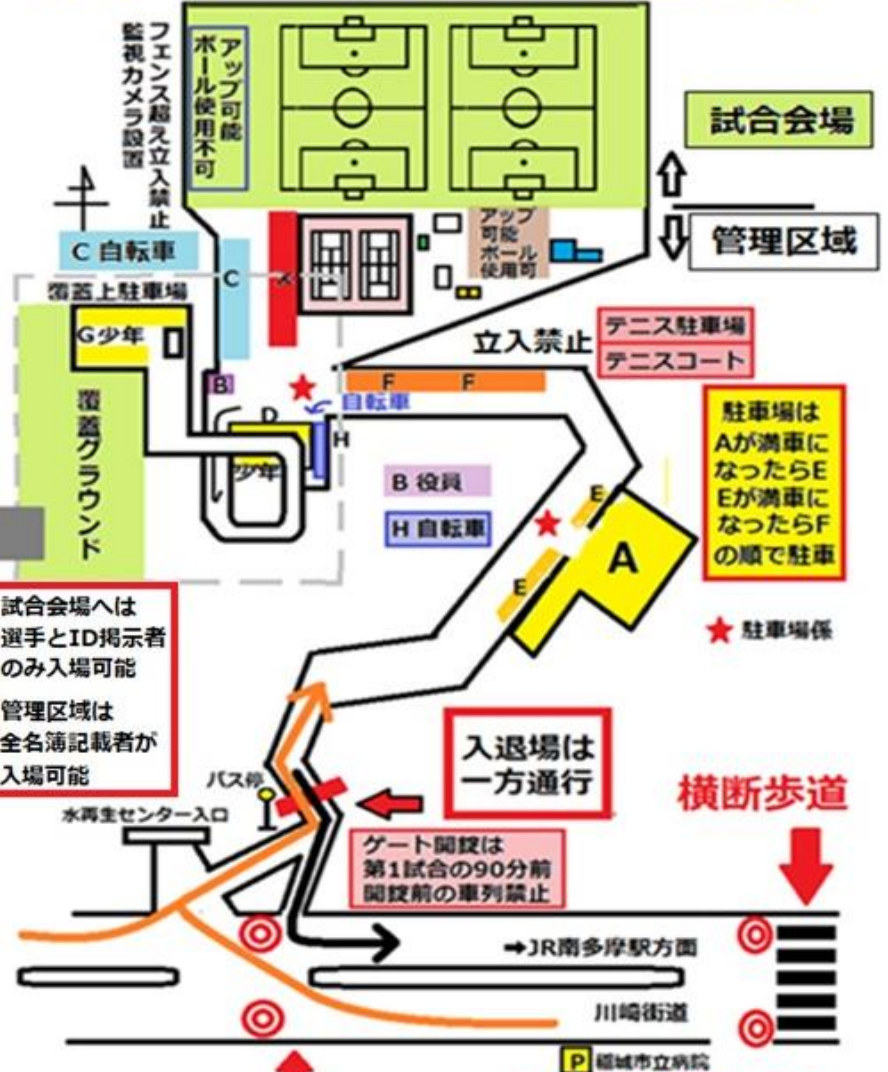 フェンス超え立入禁止
監視カメラ設置
アップ可能
ボール使用不可
試合会場
管理区域
アップ
可能
ボール
使用可
C 自転車
C
覆蓋上駐車場
G少年
立入禁止
テニス駐車場
テニスコート
B
F
F
自転車
D
H
少年
覆蓋グラウンド
B 役員
H 自転車
駐車場は
Aが満車に
なったらE
Eが満車に
なったらF
の順で駐車
E
A
E
★ 駐車場係
試合会場へは
選手とID掲示者
のみ入場可能
管理区域は
全名簿記載者が
入場可能
入退場は
一方通行
バス停
水再生センター入口
横断歩道
ゲート開錠は
第1試合の90分前
開錠前の車列禁止
➡JR南多摩駅方面
川崎街道
P 稲城市立病院